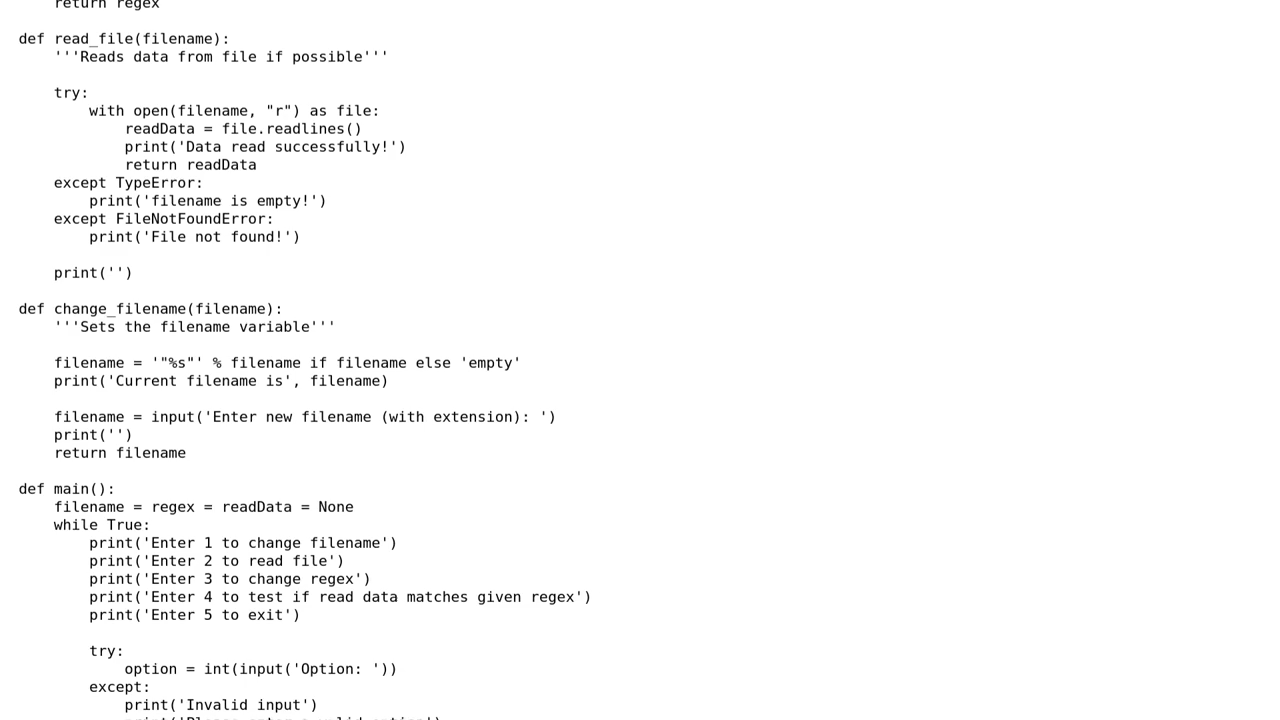 return regex

def read_file(filename):
    '''Reads data from file if possible'''

    try:
        with open(filename, "r") as file:
            readData = file.readlines()
            print('Data read successfully!')
            return readData
    except TypeError:
        print('filename is empty!')
    except FileNotFoundError:
        print('File not found!')

    print('')

def change_filename(filename):
    '''Sets the filename variable'''

    filename = '"%s"' % filename if filename else 'empty'
    print('Current filename is', filename)

    filename = input('Enter new filename (with extension): ')
    print('')
    return filename

def main():
    filename = regex = readData = None
    while True:
        print('Enter 1 to change filename')
        print('Enter 2 to read file')
        print('Enter 3 to change regex')
        print('Enter 4 to test if read data matches given regex')
        print('Enter 5 to exit')

        try:
            option = int(input('Option: '))
        except:
            print('Invalid input')